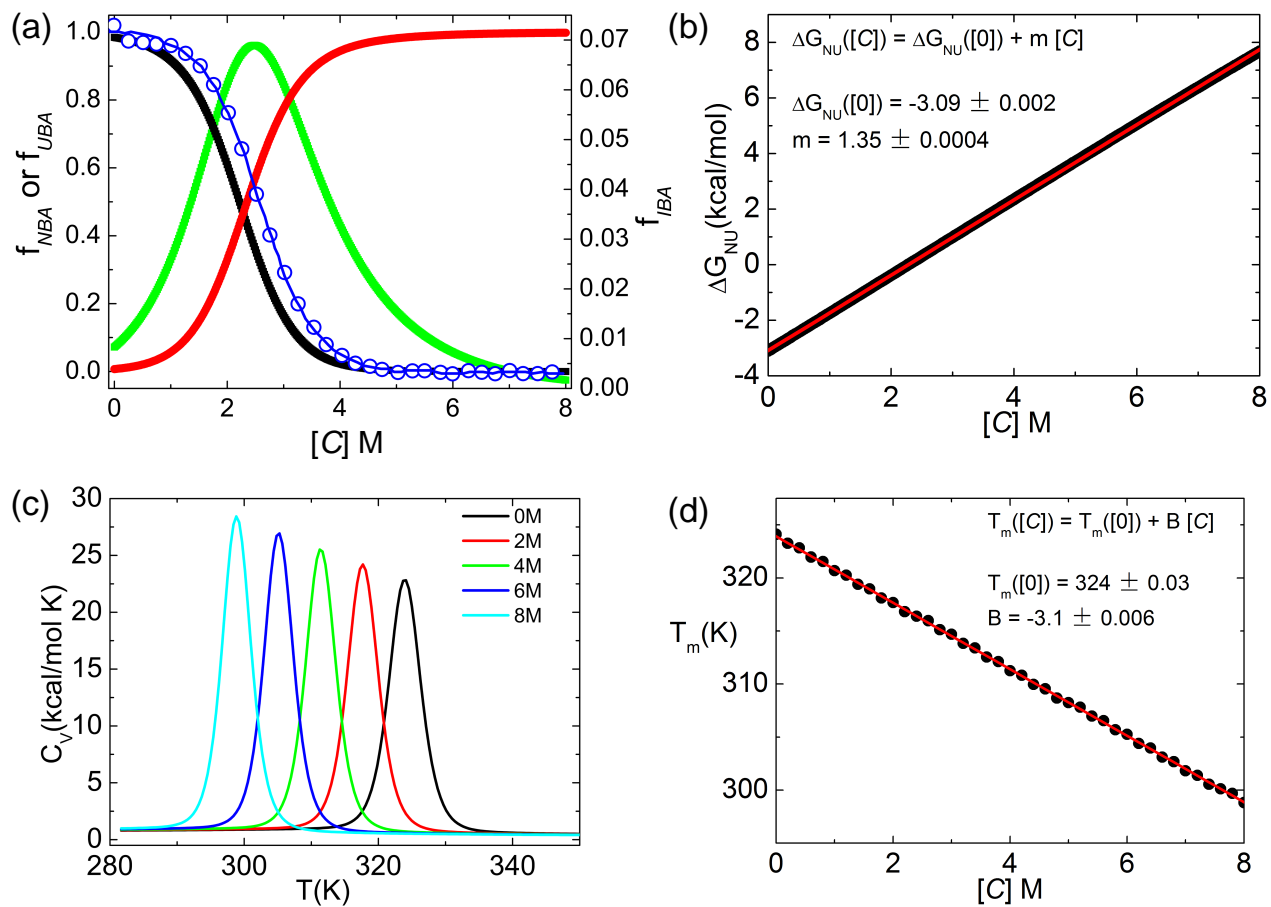 (a)
1.0
0.8
0.6
0.4
0.2
0.0
f_NBA or f_UBA
0.07
0.06
0.05
0.04
0.03
0.02
0.01
0.00
f_IBA
0 2 4 6 8
[C] M
(b)
ΔG_NU([C]) = ΔG_NU([0]) + m [C]
ΔG_NU([0]) = -3.09 ± 0.002
m = 1.35 ± 0.0004
8
6
4
2
0
-2
-4
ΔG_NU(kcal/mol)
0 2 4 6 8
[C] M
(c)
30
25
20
15
10
5
0
C_V(kcal/mol K)
0M
2M
4M
6M
8M
280 300 320 340
T(K)
(d)
T_m([C]) = T_m([0]) + B [C]
T_m([0]) = 324 ± 0.03
B = -3.1 ± 0.006
320
310
300
T_m(K)
0 2 4 6 8
[C] M